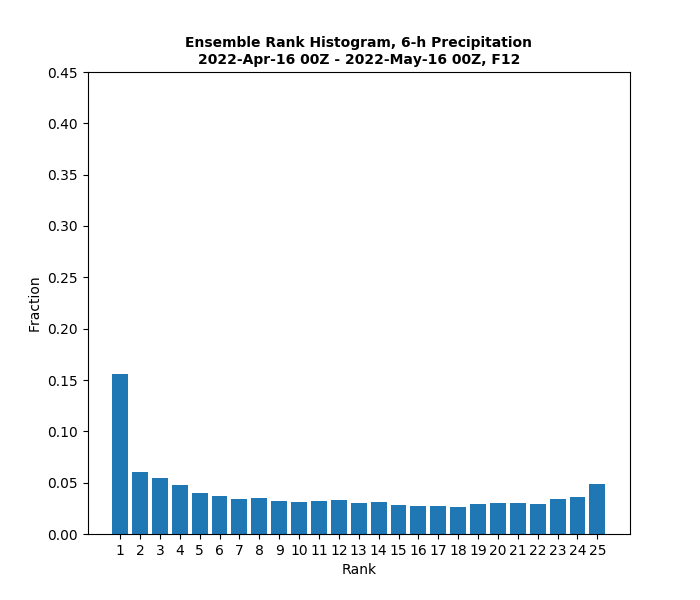 Ensemble Rank Histogram, 6-h Precipitation
2022-Apr-16 00Z - 2022-May-16 00Z, F12
0.45
0.40
0.35
0.30
0.25
0.20
0.15
0.10
0.05
0.00
Fraction
1 2 3 4 5 6 7 8 9 10 11 12 13 14 15 16 17 18 19 20 21 22 23 24 25
Rank